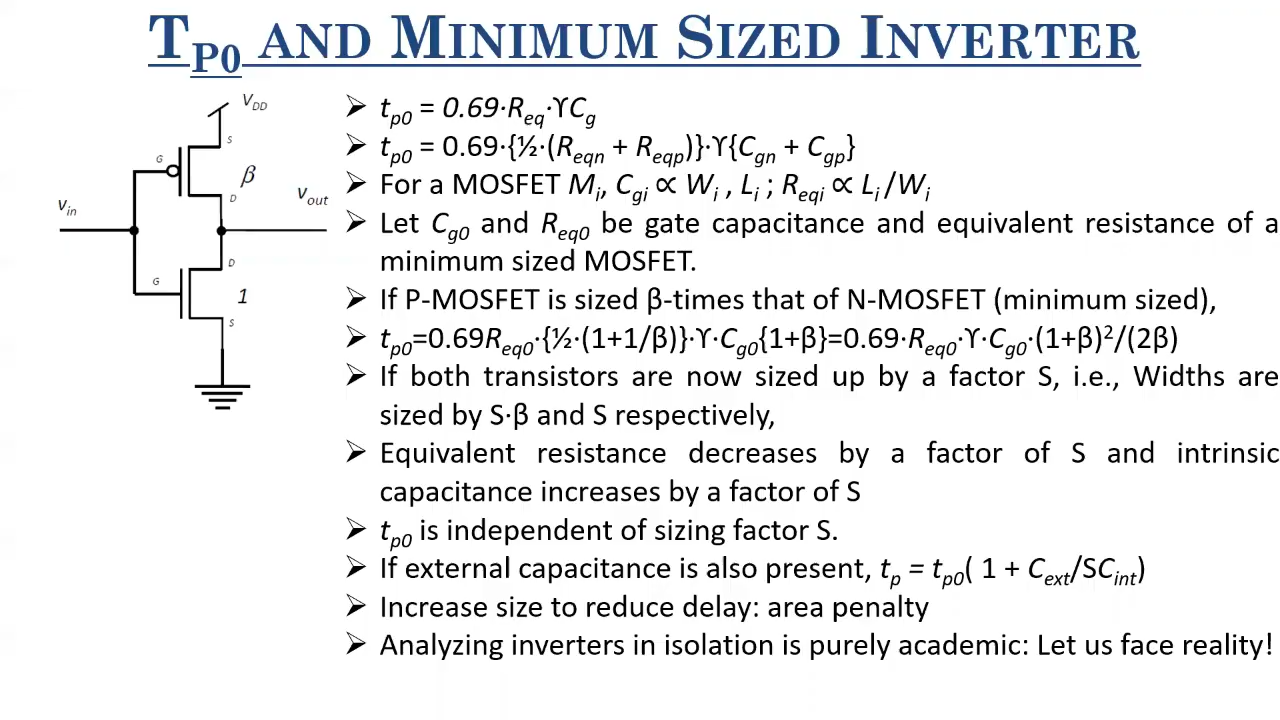 TP0 AND MINIMUM SIZED INVERTER
VDD
S
G
β
D
vin
vout
D
G
1
S
➢ tp0 = 0.69·Req·ϒCg
➢ tp0 = 0.69·{½·(Reqn + Reqp)}·ϒ{Cgn + Cgp}
➢ For a MOSFET Mi, Cgi ∝ Wi , Li ; Reqi ∝ Li/Wi
➢ Let Cg0 and Req0 be gate capacitance and equivalent resistance of a
minimum sized MOSFET.
➢ If P-MOSFET is sized β-times that of N-MOSFET (minimum sized),
➢ tp0=0.69Req0·{½·(1+1/β)}·ϒ·Cg0{1+β}=0.69·Req0·ϒ·Cg0·(1+β)²/(2β)
➢ If both transistors are now sized up by a factor S, i.e., Widths are
sized by S·β and S respectively,
➢ Equivalent resistance decreases by a factor of S and intrinsic
capacitance increases by a factor of S
➢ tp0 is independent of sizing factor S.
➢ If external capacitance is also present, tp = tp0( 1 + Cext/SCint)
➢ Increase size to reduce delay: area penalty
➢ Analyzing inverters in isolation is purely academic: Let us face reality!